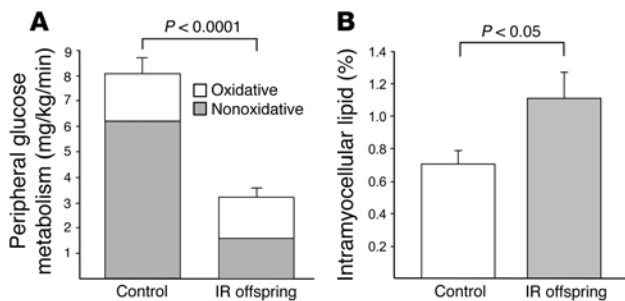 A
P < 0.0001
Peripheral glucose
metabolism (mg/kg/min)
9
8
7
6
5
4
3
2
1
Oxidative
Nonoxidative
Control
IR offspring
B
P < 0.05
Intramyocellular lipid (%)
1.4
1.2
1.0
0.8
0.6
0.4
0.2
Control
IR offspring